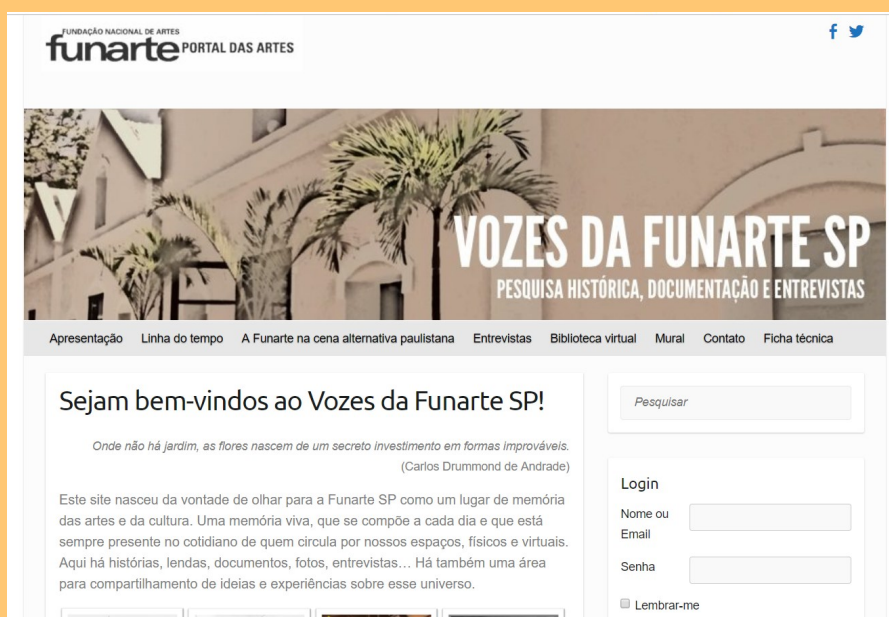 FUNDAÇÃO NACIONAL DE ARTES
funarte PORTAL DAS ARTES
VOZES DA FUNARTE SP
PESQUISA HISTÓRICA, DOCUMENTAÇÃO E ENTREVISTAS
Apresentação Linha do tempo A Funarte na cena alternativa paulistana Entrevistas Biblioteca virtual Mural Contato Ficha técnica
Sejam bem-vindos ao Vozes da Funarte SP!
Onde não há jardim, as flores nascem de um secreto investimento em formas improváveis.
(Carlos Drummond de Andrade)
Este site nasceu da vontade de olhar para a Funarte SP como um lugar de memória
das artes e da cultura. Uma memória viva, que se compõe a cada dia e que está
sempre presente no cotidiano de quem circula por nossos espaços, físicos e virtuais.
Aqui há histórias, lendas, documentos, fotos, entrevistas… Há também uma área
para compartilhamento de ideias e experiências sobre esse universo.
Pesquisar
Login
Nome ou
Email
Senha
Lembrar-me